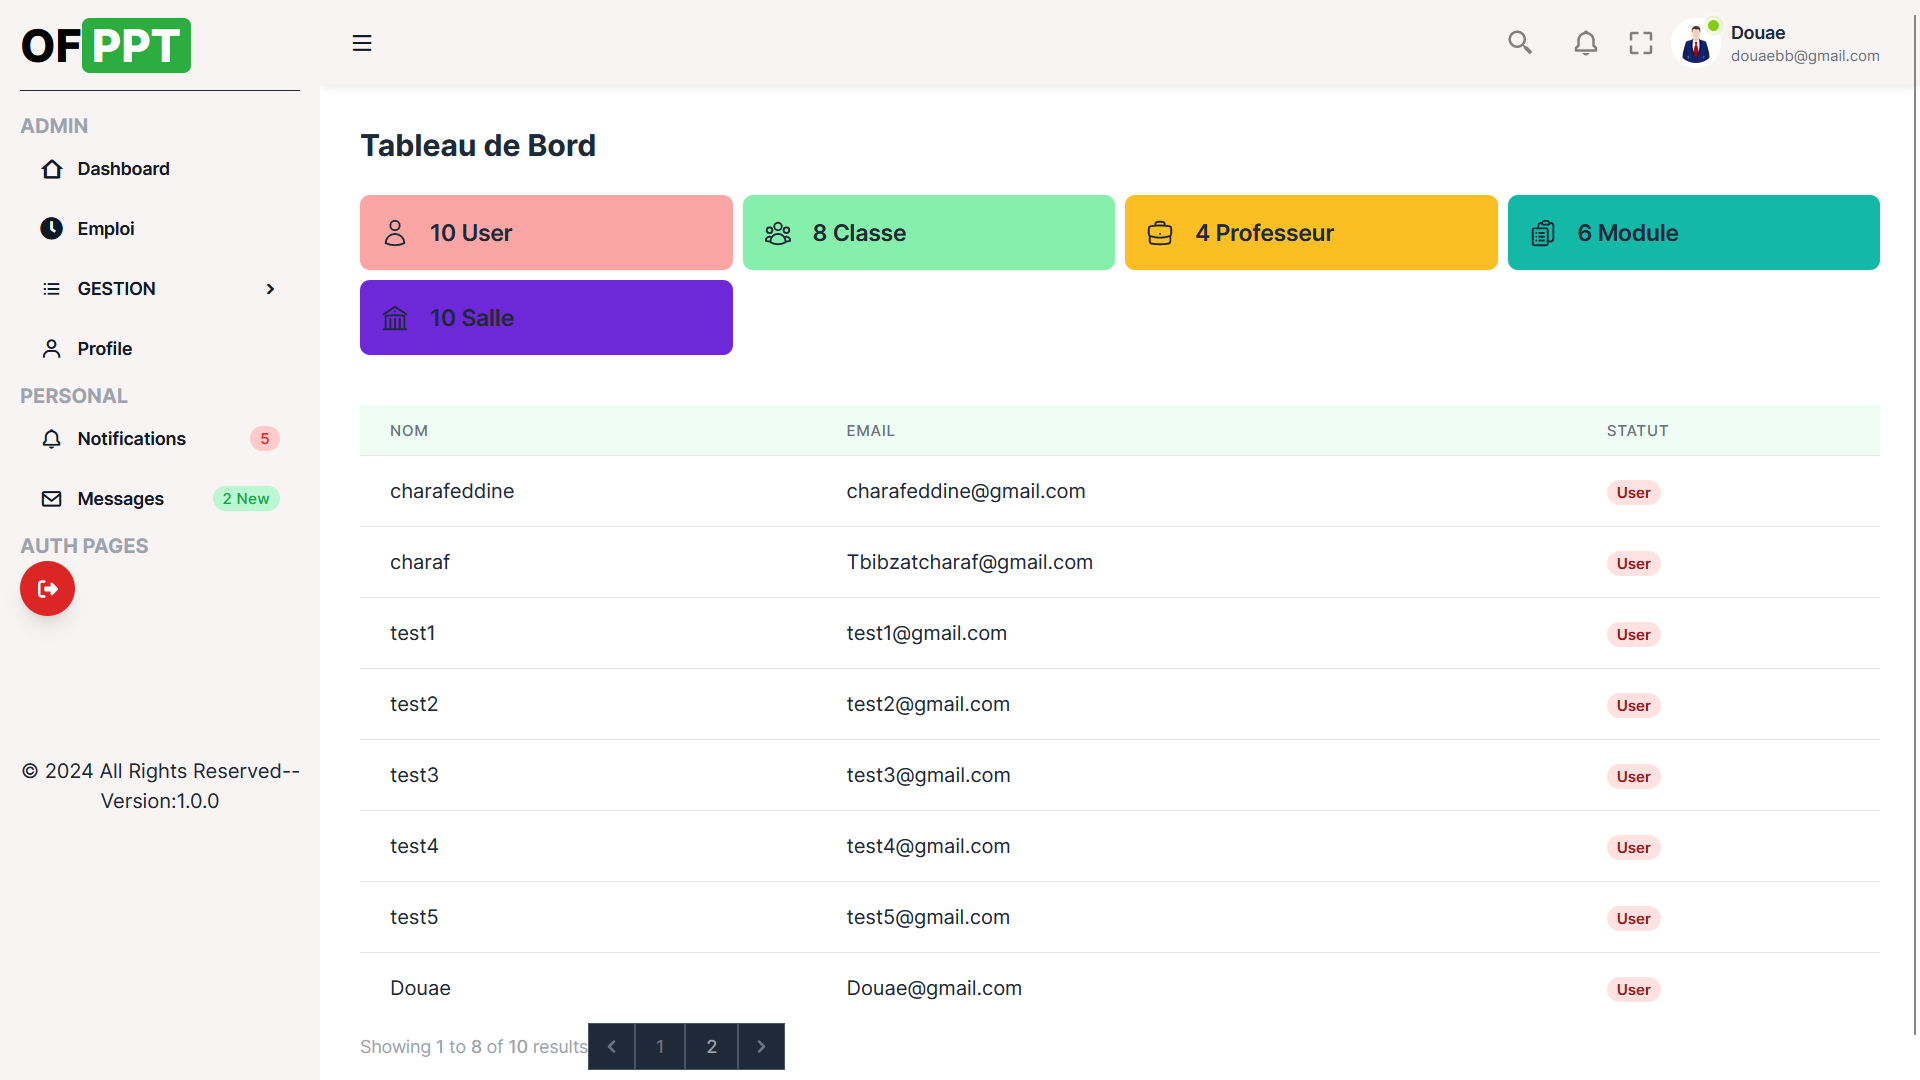 OFPPT
ADMIN
Dashboard
Emploi
GESTION
Profile
PERSONAL
Notifications 5
Messages 2 New
AUTH PAGES
© 2024 All Rights Reserved--
Version:1.0.0
Douae
douaebb@gmail.com
Tableau de Bord
10 User
8 Classe
4 Professeur
6 Module
10 Salle
NOM EMAIL STATUT
charafeddine charafeddine@gmail.com User
charaf Tbibzatcharaf@gmail.com User
test1 test1@gmail.com User
test2 test2@gmail.com User
test3 test3@gmail.com User
test4 test4@gmail.com User
test5 test5@gmail.com User
Douae Douae@gmail.com User
Showing 1 to 8 of 10 results 1 2